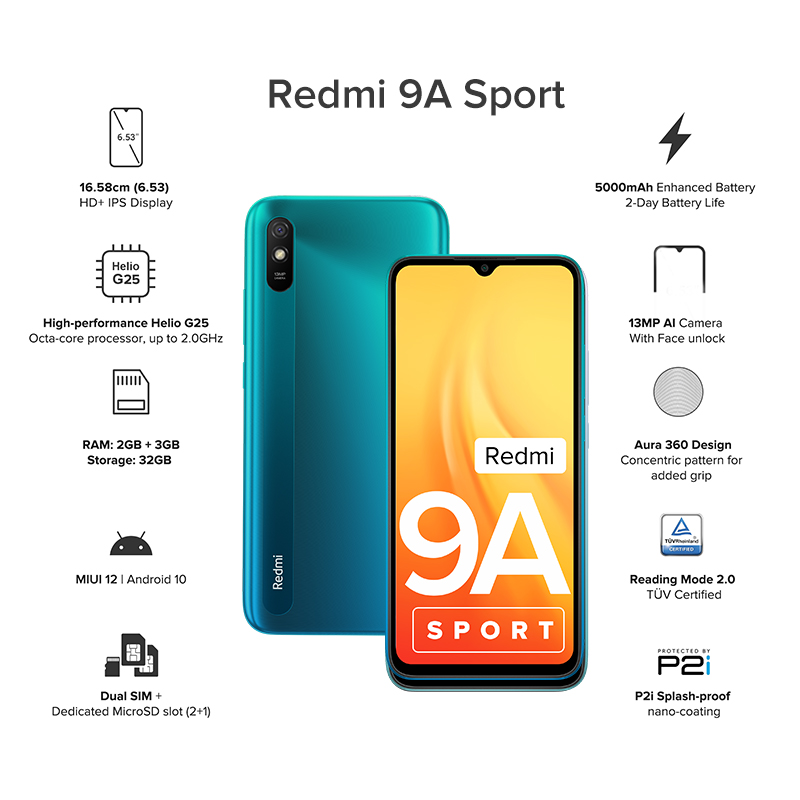 Redmi 9A Sport
6.53"
16.58cm (6.53)
HD+ IPS Display
Helio
G25
High-performance Helio G25
Octa-core processor, up to 2.0GHz
RAM: 2GB + 3GB
Storage: 32GB
MIUI 12 | Android 10
Dual SIM +
Dedicated MicroSD slot (2+1)
13MP
Redmi
Redmi
9A
SPORT
5000mAh Enhanced Battery
2-Day Battery Life
13MP AI Camera
With Face unlock
Aura 360 Design
Concentric pattern for
added grip
TÜVRheinland
CERTIFIED
Reading Mode 2.0
TÜV Certified
PROTECTED BY
P2i
P2i Splash-proof
nano-coating